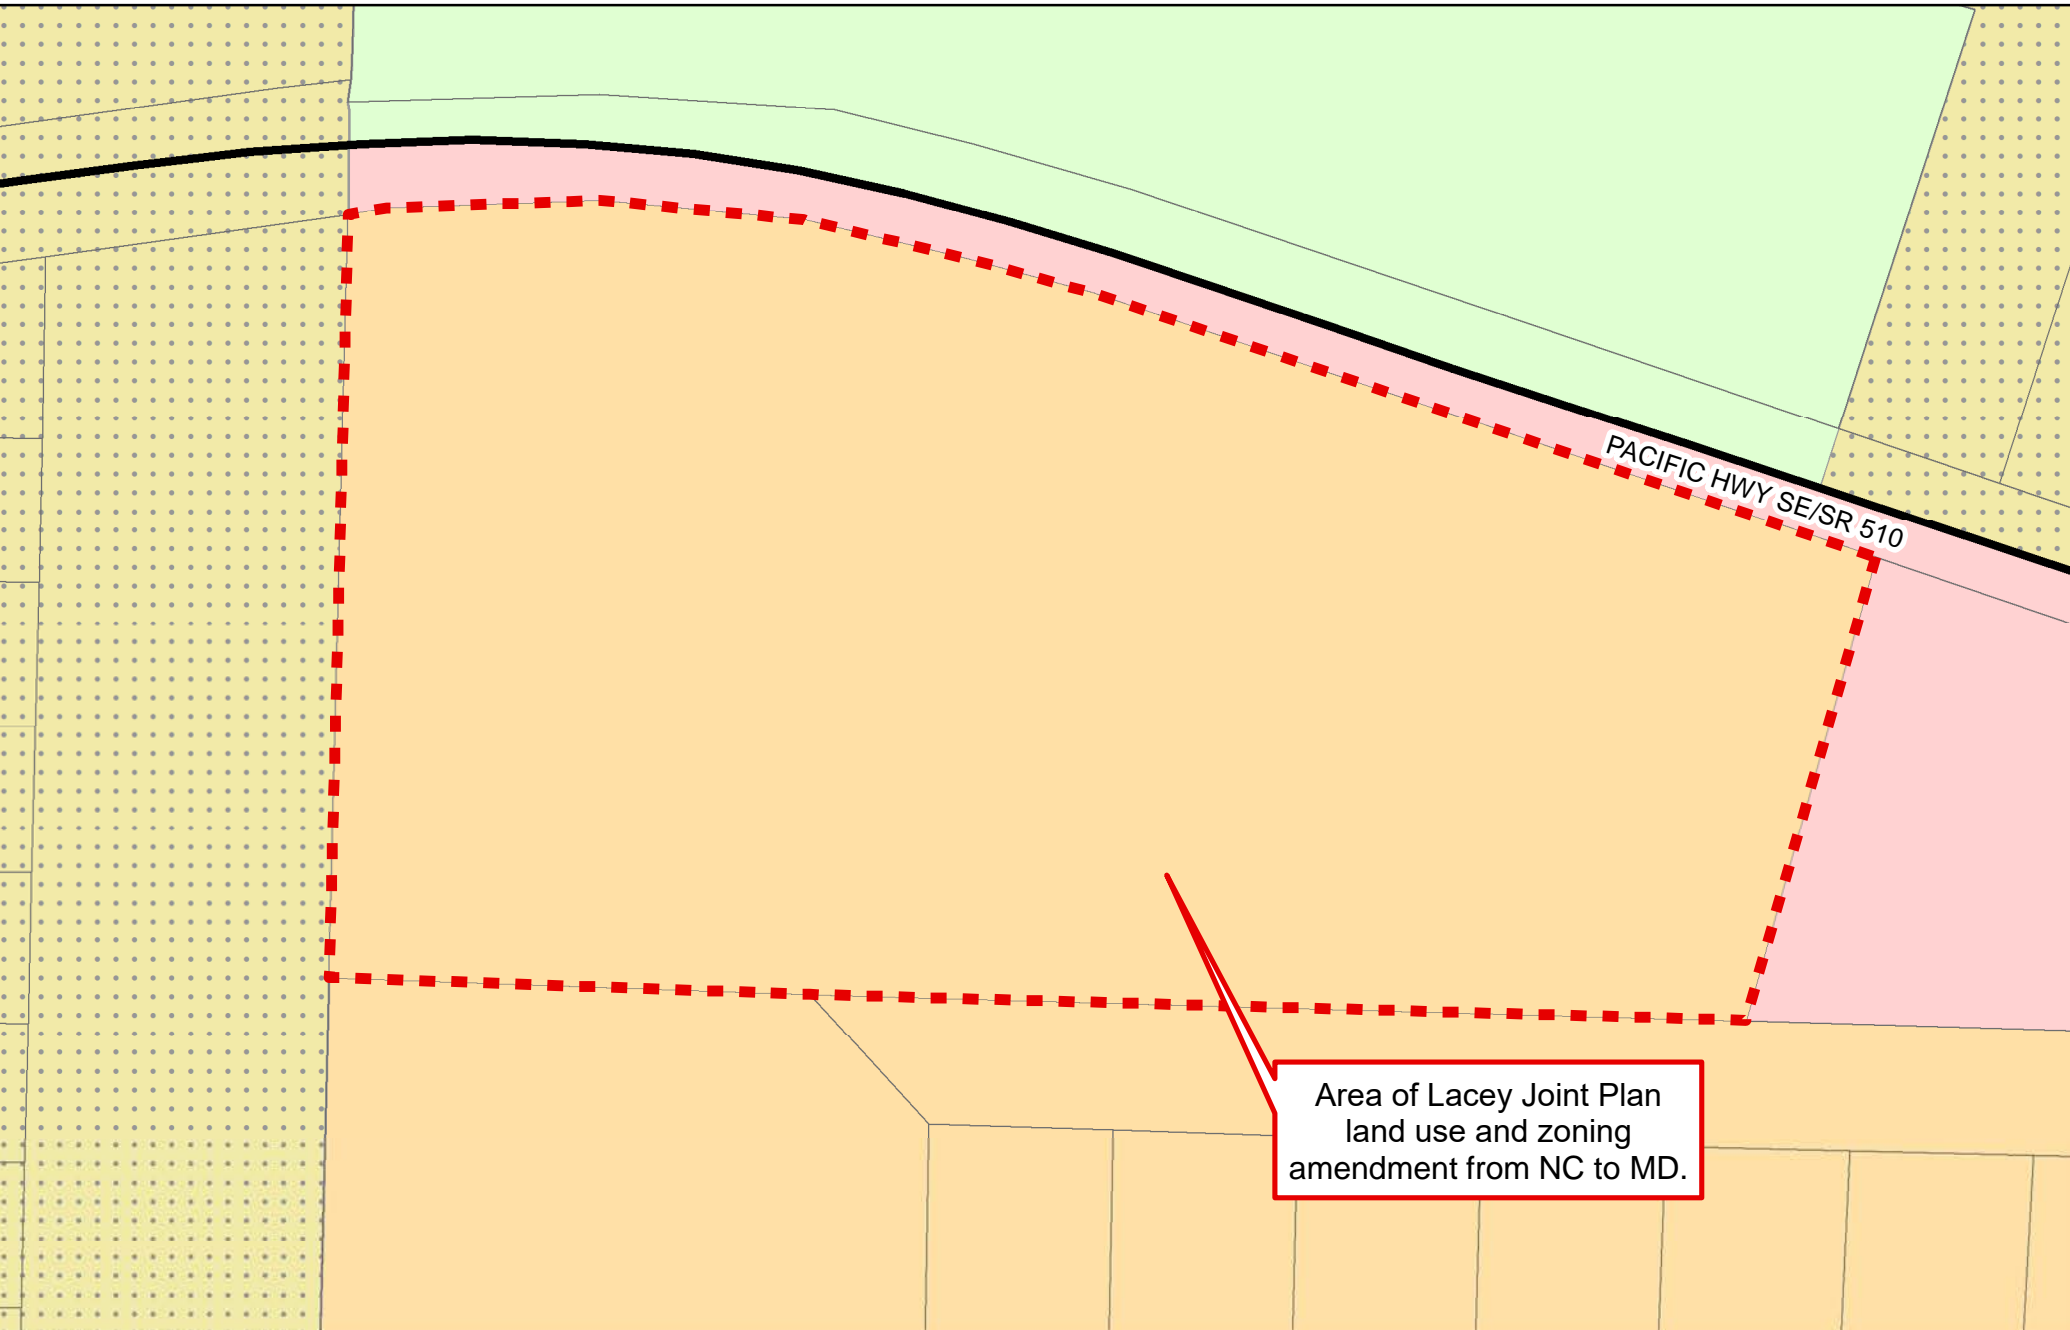 PACIFIC HWY SE/SR 510
Area of Lacey Joint Plan
land use and zoning
amendment from NC to MD.